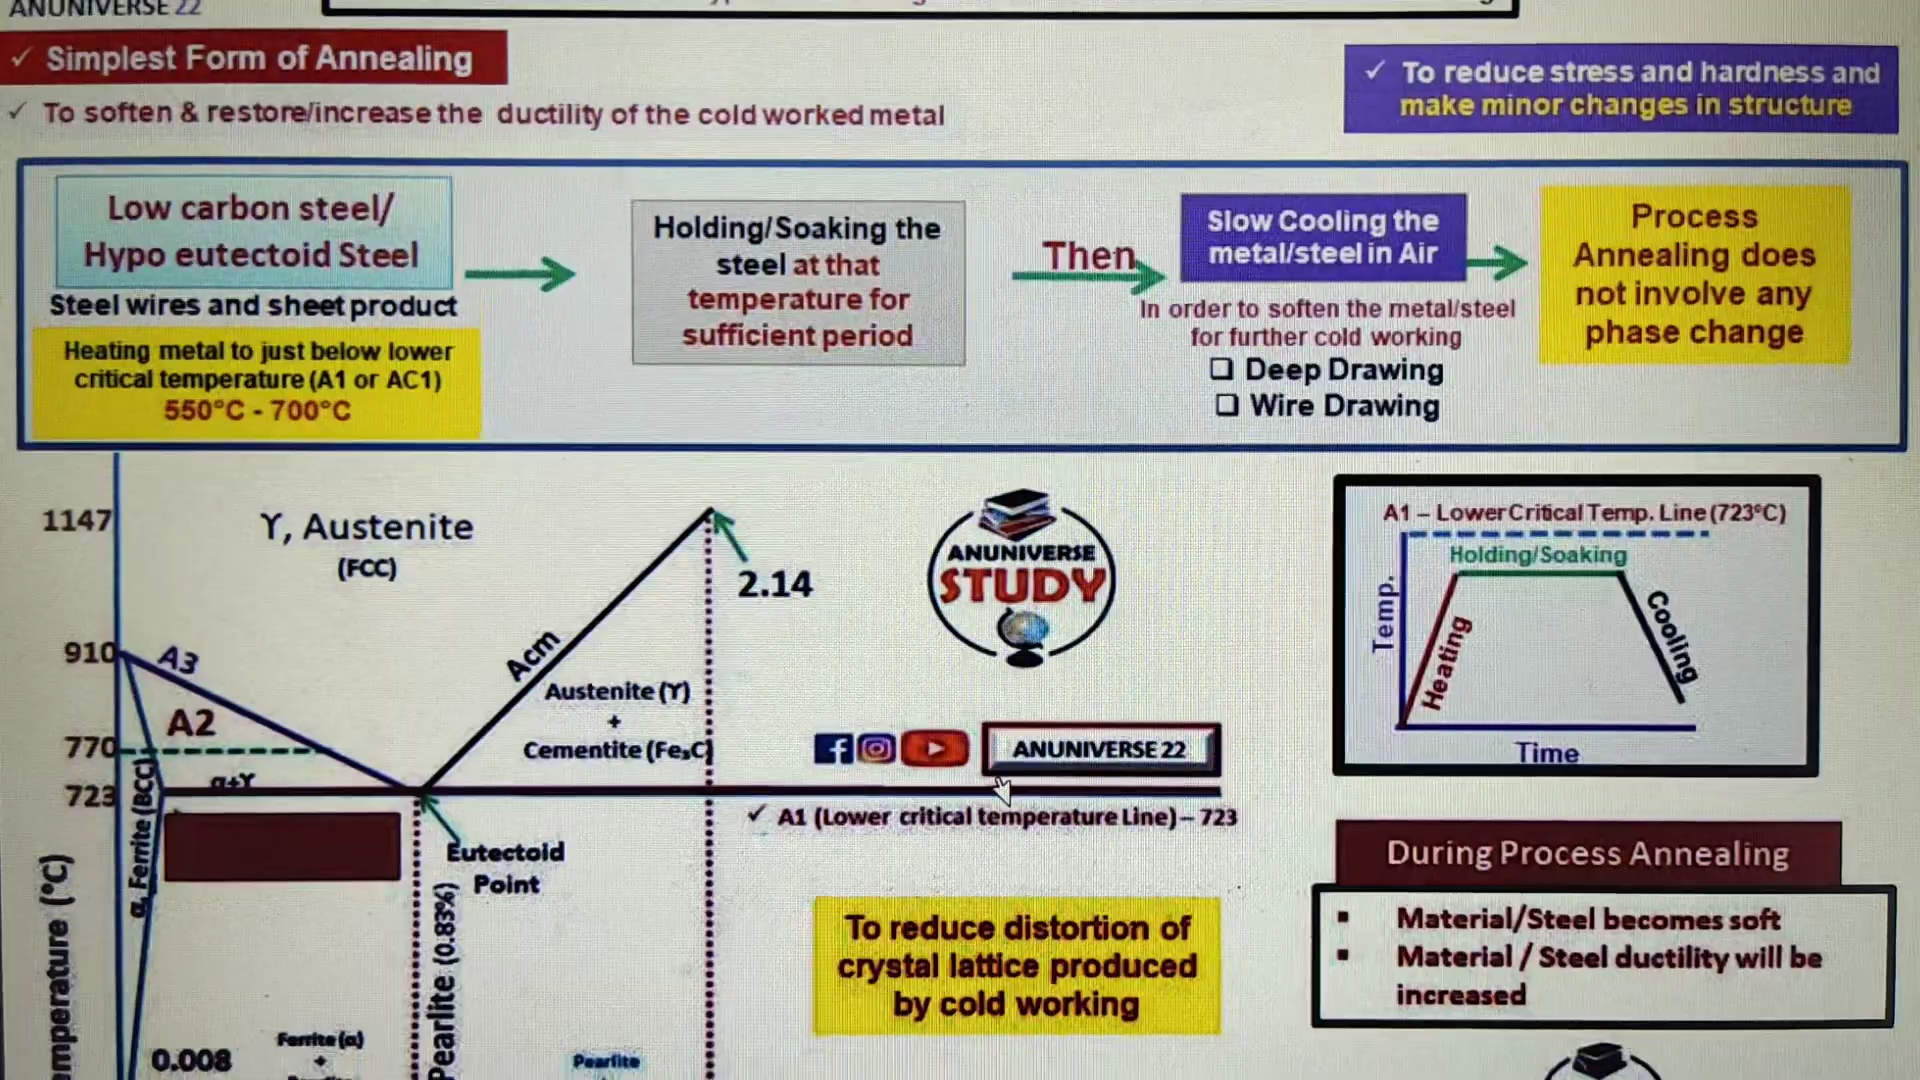 ANUNIVERSE 22
✓ Simplest Form of Annealing
✓ To soften & restore/increase the ductility of the cold worked metal
✓ To reduce stress and hardness and
make minor changes in structure
Low carbon steel/
Hypo eutectoid Steel
Steel wires and sheet product
Heating metal to just below lower
critical temperature (A1 or AC1)
550°C - 700°C
Holding/Soaking the
steel at that
temperature for
sufficient period
Then
Slow Cooling the
metal/steel in Air
In order to soften the metal/steel
for further cold working
❑ Deep Drawing
❑ Wire Drawing
Process
Annealing does
not involve any
phase change
1147
ϒ, Austenite
(FCC)
2.14
910
A3
Acm
A2
Austenite (ϒ)
+
Cementite (Fe₃C)
770
α+ϒ
723
α, Ferrite (BCC)
Eutectoid
Point
Pearlite (0.83%)
emperature (°C)
0.008
Ferrite (α)
+
Pearlite
ANUNIVERSE
STUDY
ANUNIVERSE 22
✓ A1 (Lower critical temperature Line) – 723
To reduce distortion of
crystal lattice produced
by cold working
A1 – Lower Critical Temp. Line (723°C)
Holding/Soaking
Temp.
Heating
Cooling
Time
During Process Annealing
▪ Material/Steel becomes soft
▪ Material / Steel ductility will be
increased